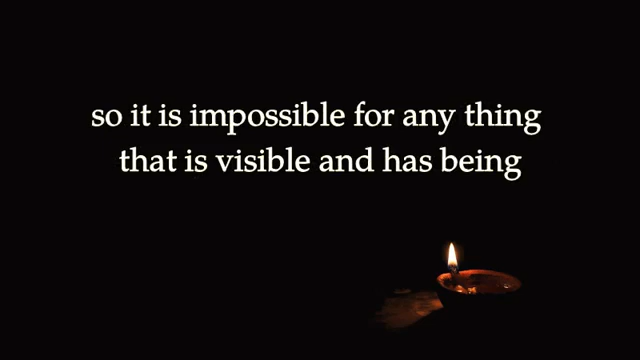 so it is impossible for any thing
that is visible and has being